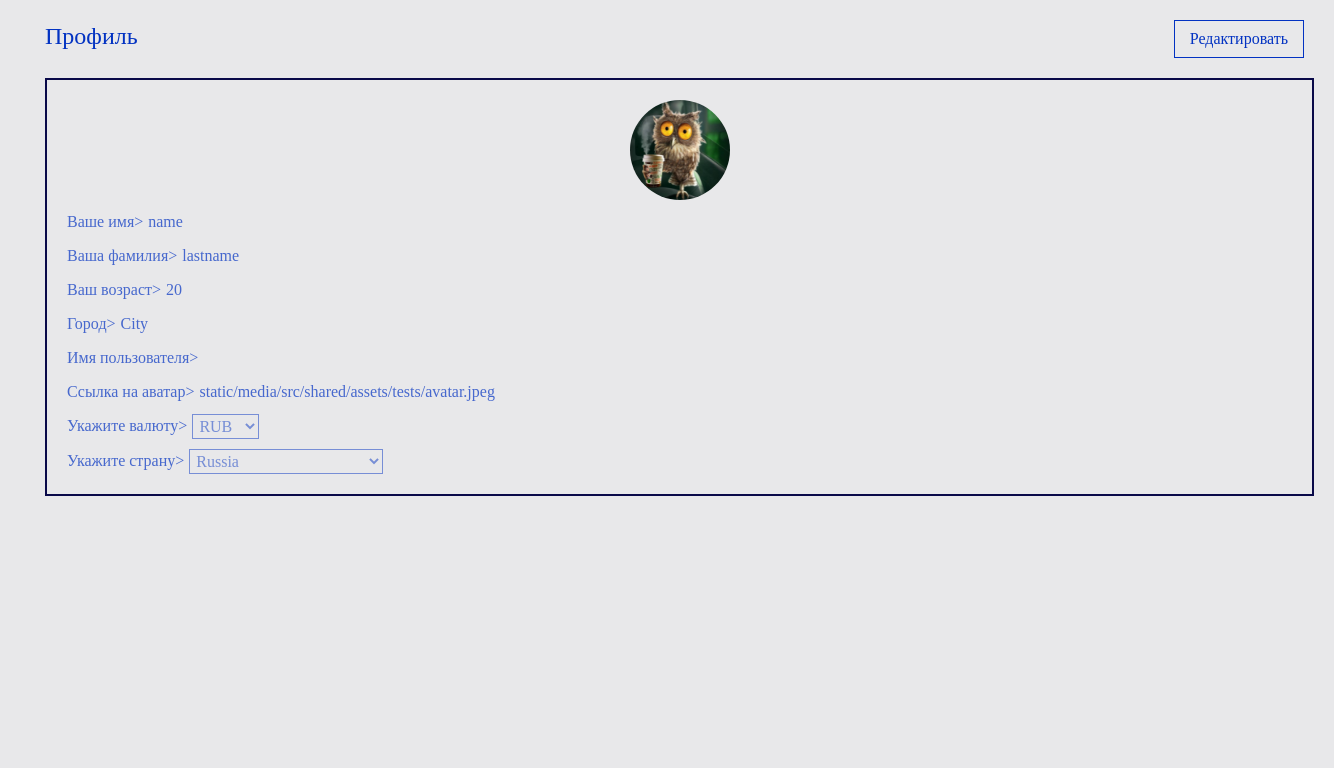 Профиль
Редактировать
Ваше имя> name
Ваша фамилия> lastname
Ваш возраст> 20
Город> City
Имя пользователя>
Ссылка на аватар> static/media/src/shared/assets/tests/avatar.jpeg
Укажите валюту> RUB
Укажите страну> Russia